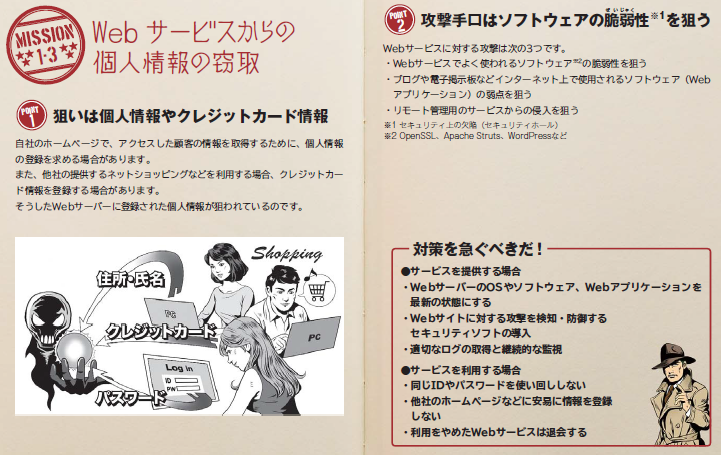 MISSION
1-3
Web サービスからの
個人情報の窃取
POINT
1
狙いは個人情報やクレジットカード情報
自社のホームページで、アクセスした顧客の情報を取得するために、個人情報
の登録を求める場合があります。
また、他社の提供するネットショッピングなどを利用する場合、クレジットカー
ド情報を登録する場合があります。
そうしたWebサーバーに登録された個人情報が狙われているのです。
Shopping
住所・氏名
PC
クレジットカード
PC
Log in
ID
PW
パスワード
POINT
2
ぜいじゃく
攻撃手口はソフトウェアの脆弱性※1を狙う
Webサービスに対する攻撃は次の3つです。
・Webサービスでよく使われるソフトウェア※2の脆弱性を狙う
・ブログや電子掲示板などインターネット上で使用されるソフトウェア（Web
アプリケーション）の弱点を狙う
・リモート管理用のサービスからの侵入を狙う
※1 セキュリティ上の欠陥（セキュリティホール）
※2 OpenSSL、Apache Struts、WordPressなど
対策を急ぐべきだ！
●サービスを提供する場合
・WebサーバーのOSやソフトウェア、Webアプリケーションを
最新の状態にする
・Webサイトに対する攻撃を検知・防御する
セキュリティソフトの導入
・適切なログの取得と継続的な監視
●サービスを利用する場合
・同じIDやパスワードを使い回ししない
・他社のホームページなどに安易に情報を登録
しない
・利用をやめたWebサービスは退会する